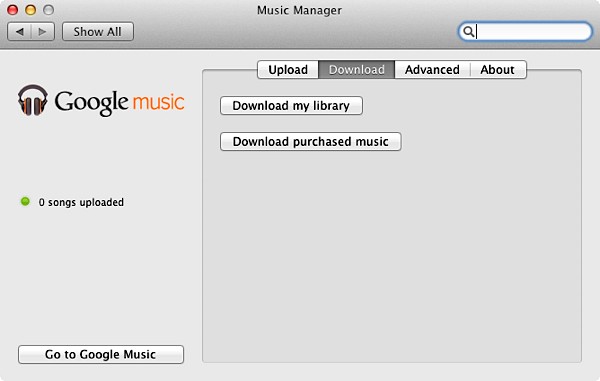 Music Manager
Show All
Upload Download Advanced About
Google music
Download my library
Download purchased music
0 songs uploaded
Go to Google Music